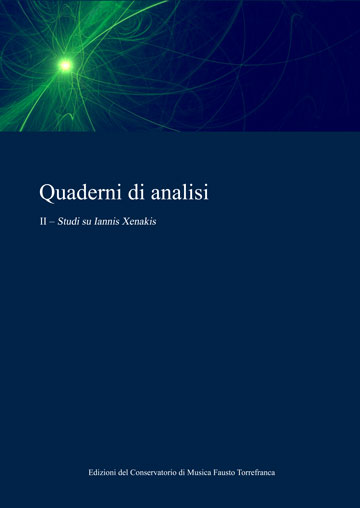 Quaderni di analisi
II – Studi su Iannis Xenakis
Edizioni del Conservatorio di Musica Fausto Torrefranca